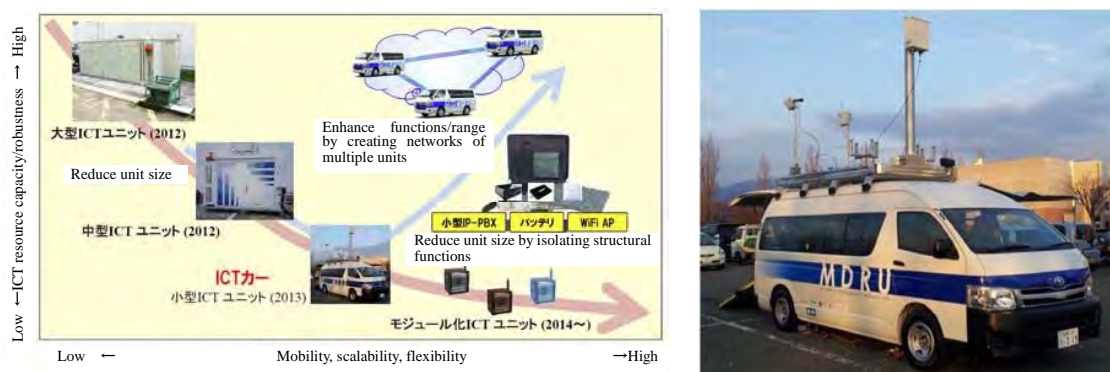 Low ←ICT resource capacity/robustness → High
大型ICTユニット (2012)
Reduce unit size
中型ICT ユニット (2012)
ICTカー
小型ICT ユニット (2013)
Enhance functions/range
by creating networks of
multiple units
小型IP-PBX
バッテリ
WiFi AP
Reduce unit size by isolating structural
functions
モジュール化ICT ユニット (2014～)
Low ← Mobility, scalability, flexibility →High
MDRU